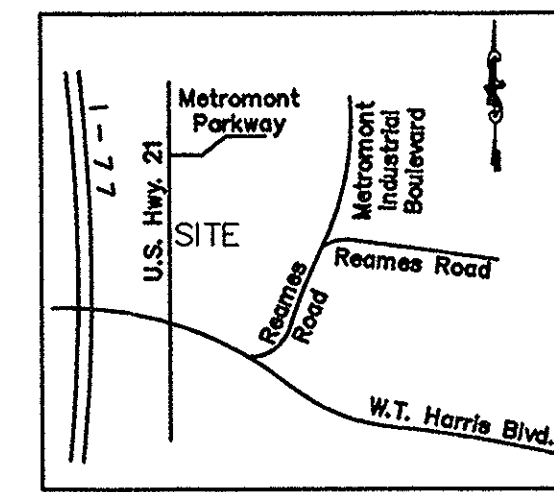 I-77
U.S. Hwy. 21
Metromont
Parkway
SITE
Metromont
Industrial
Boulevard
Reames Road
Reames
Road
W.T. Harris Blvd.